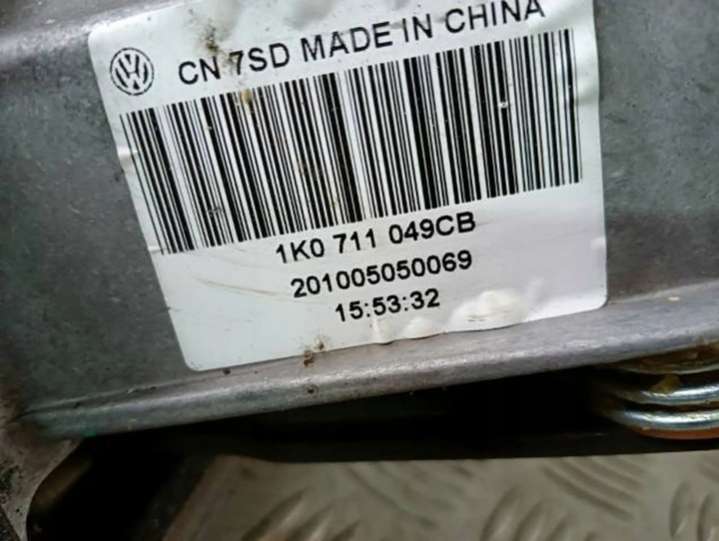 CN 7SD MADE IN CHINA
1K0 711 049CB
201005050069
15:53:32